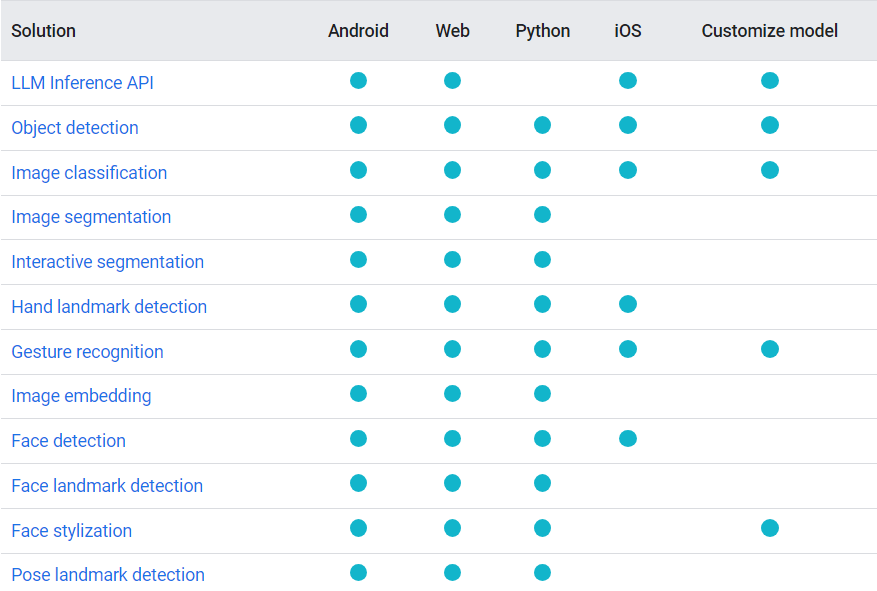 Solution Android Web Python iOS Customize model
LLM Inference API
Object detection
Image classification
Image segmentation
Interactive segmentation
Hand landmark detection
Gesture recognition
Image embedding
Face detection
Face landmark detection
Face stylization
Pose landmark detection